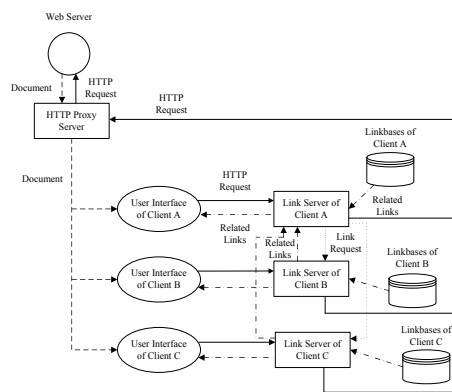 Web Server
Document
HTTP
Request
HTTP Proxy
Server
HTTP
Request
Document
Linkbases of
Client A
HTTP
Request
User Interface
of Client A
Link Server of
Client A
Related
Links
Related
Links
Related
Links
Link
Request
Linkbases of
Client B
User Interface
of Client B
Link Server of
Client B
Linkbases of
Client C
User Interface
of Client C
Link Server of
Client C